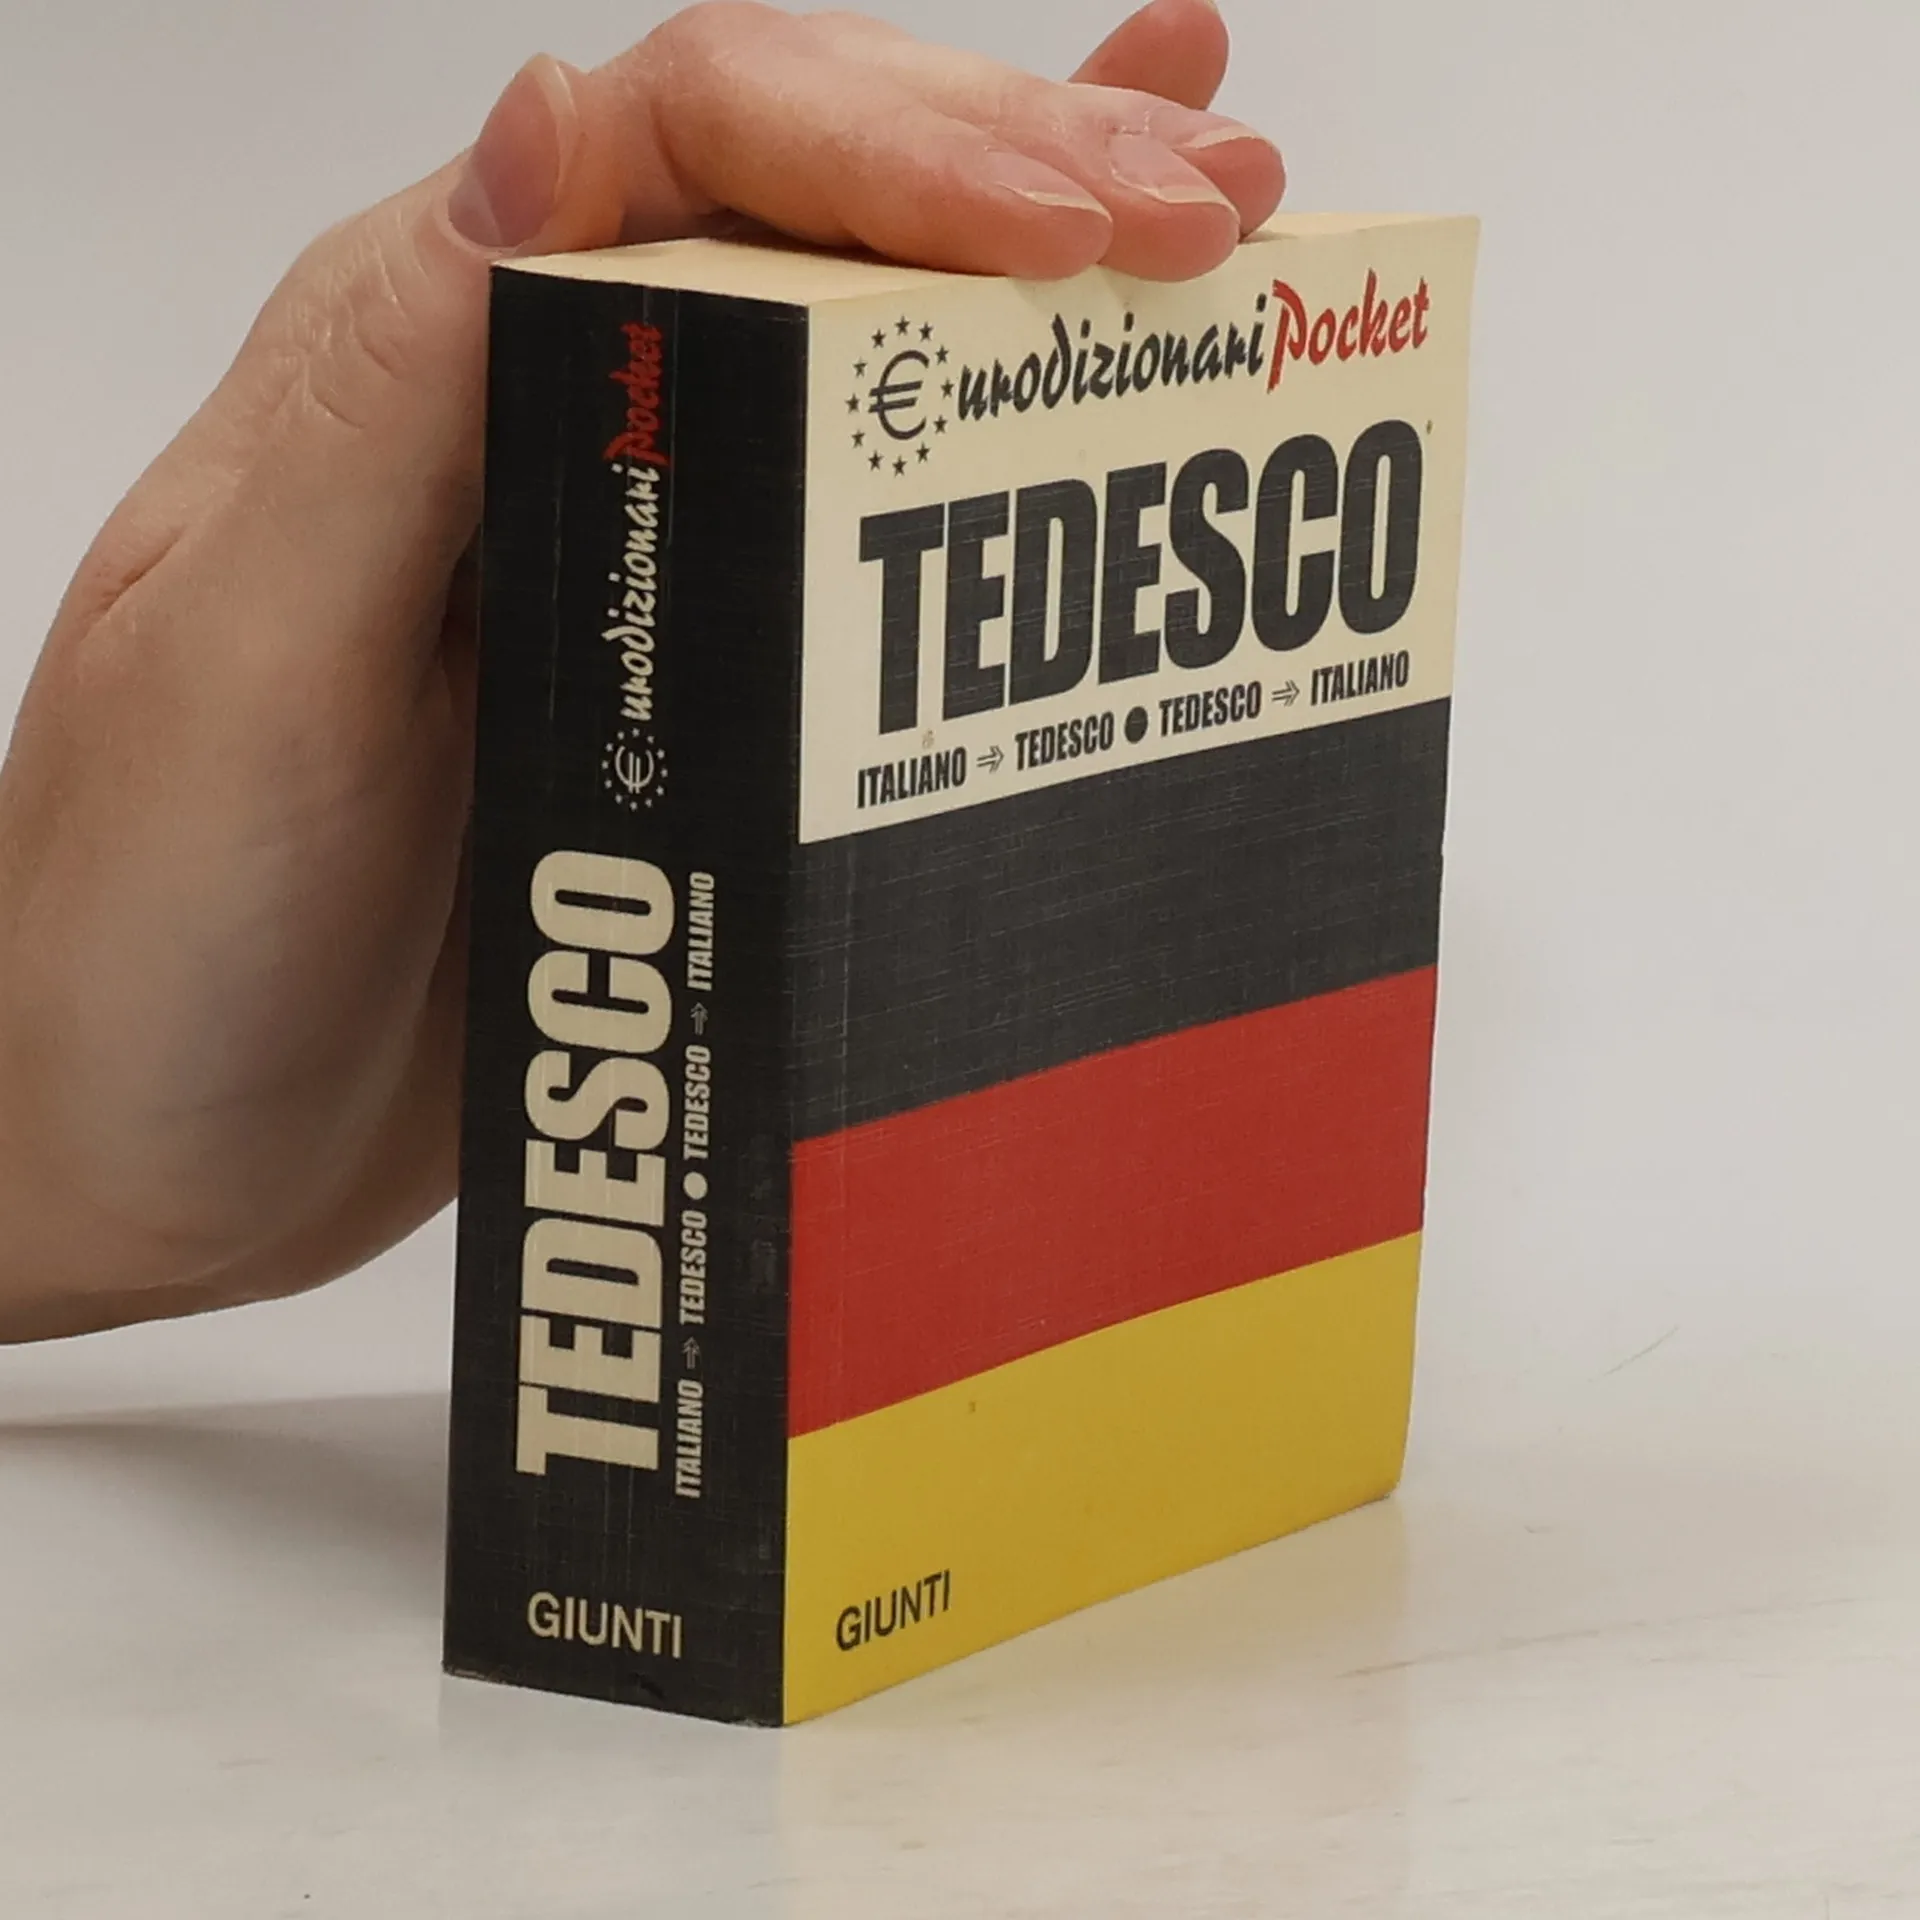 €urodizionari Pocket
TEDESCO
ITALIANO ⇒ TEDESCO ● TEDESCO ⇒ ITALIANO
GIUNTI
€urodizionari Pocket
TEDESCO
ITALIANO ⇒ TEDESCO ● TEDESCO ⇒ ITALIANO
GIUNTI